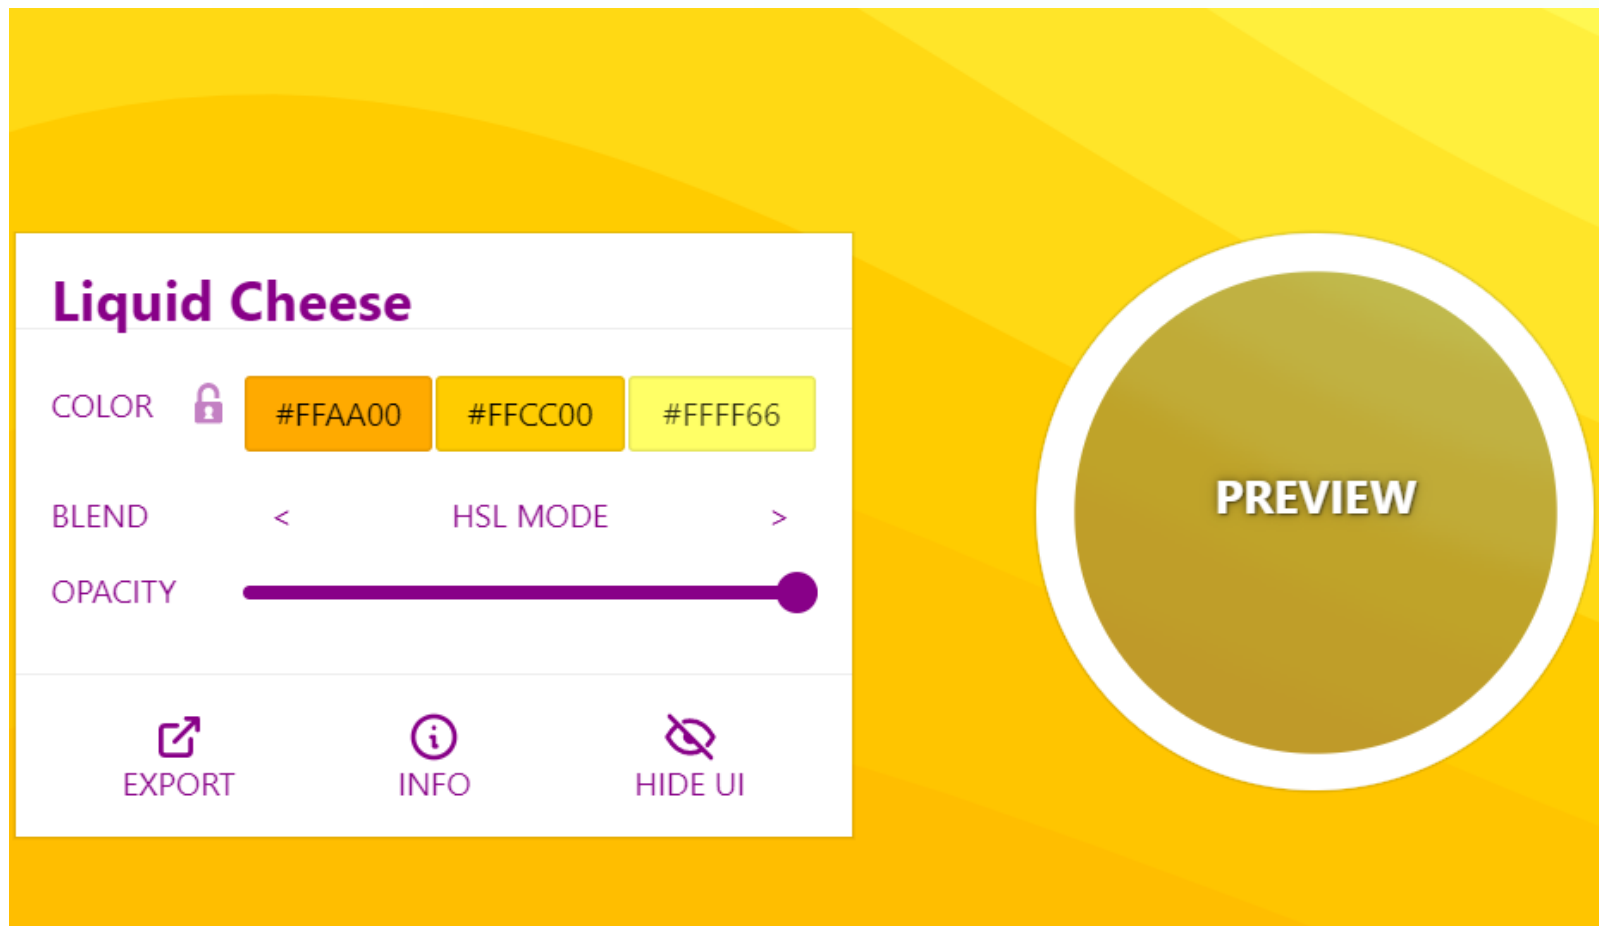 Liquid Cheese
COLOR #FFAA00 #FFCC00 #FFFF66
BLEND < HSL MODE >
OPACITY
EXPORT INFO HIDE UI
PREVIEW